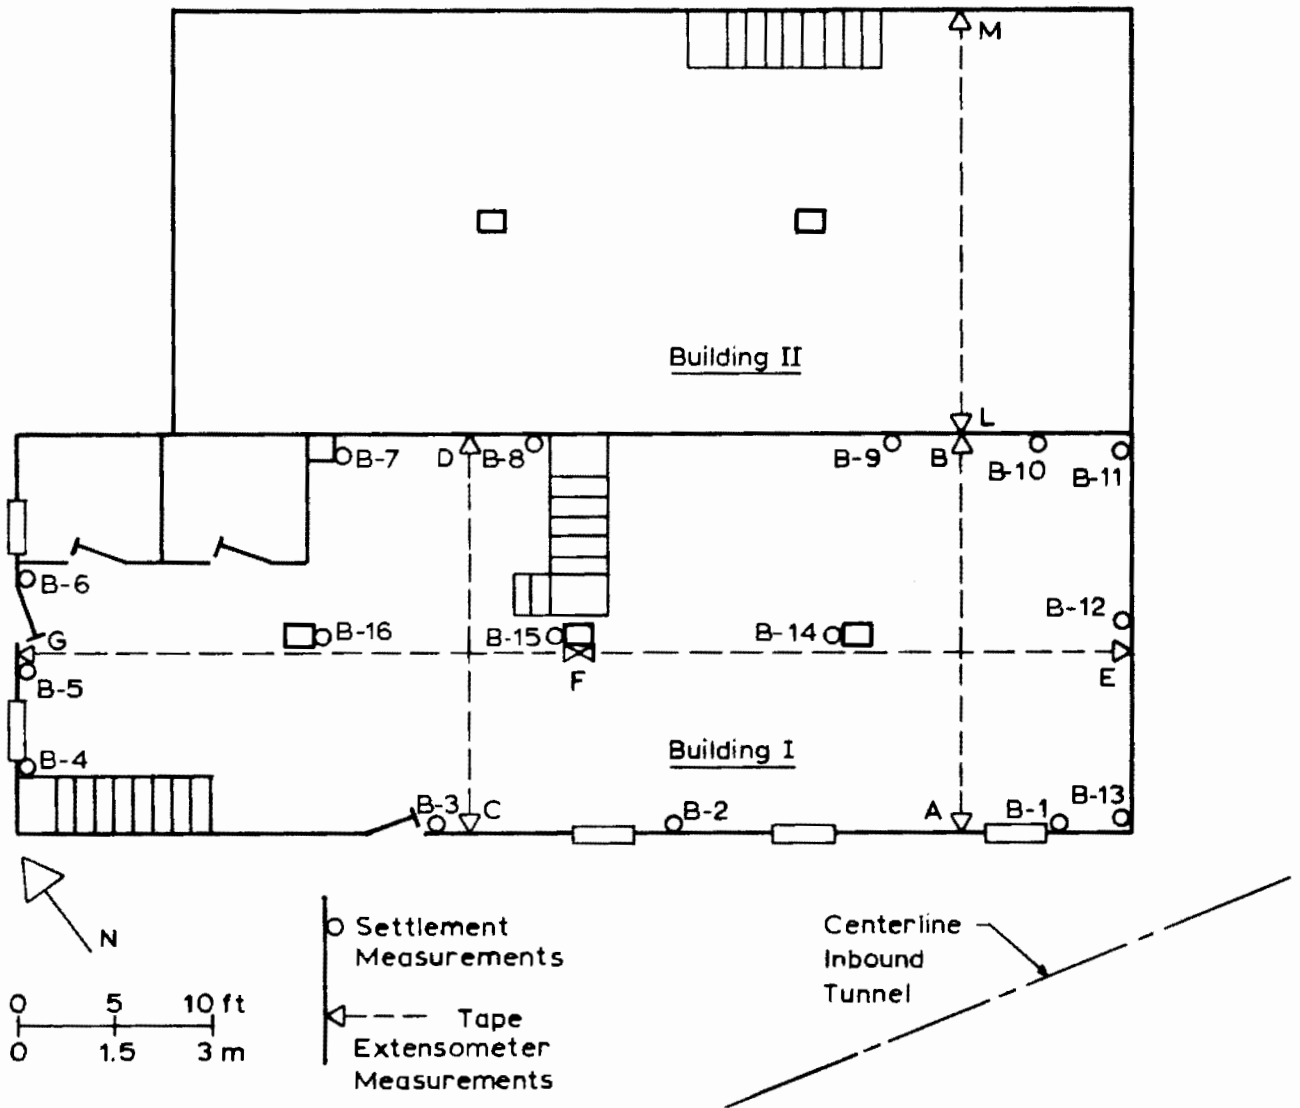 M
Building II
L
B-7
D
B-8
B-9
B
B-10
B-11
B-6
B-12
G
B-16
B-15
B-14
F
E
B-5
Building I
B-4
B-3
C
B-2
A
B-1
B-13
N
Settlement
Measurements
Centerline
Inbound
Tunnel
0 5 10 ft
0 1.5 3 m
Tape
Extensometer
Measurements